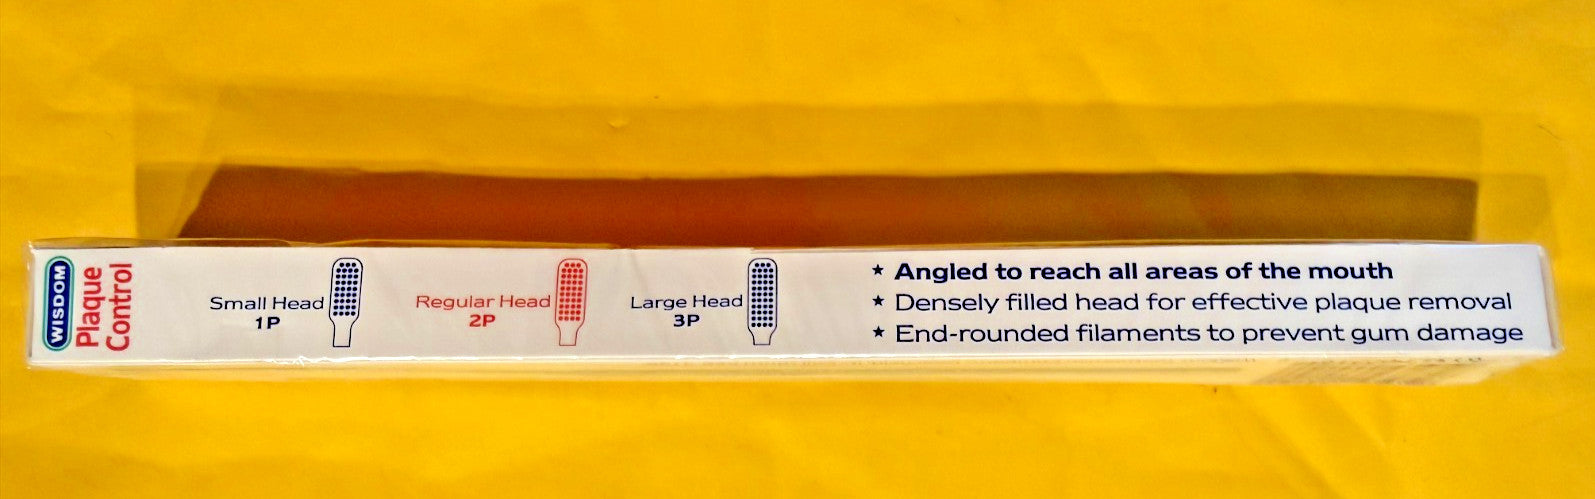 WISDOM
Plaque
Control
Small Head
1P
Regular Head
2P
Large Head
3P
★ Angled to reach all areas of the mouth
★ Densely filled head for effective plaque removal
★ End-rounded filaments to prevent gum damage